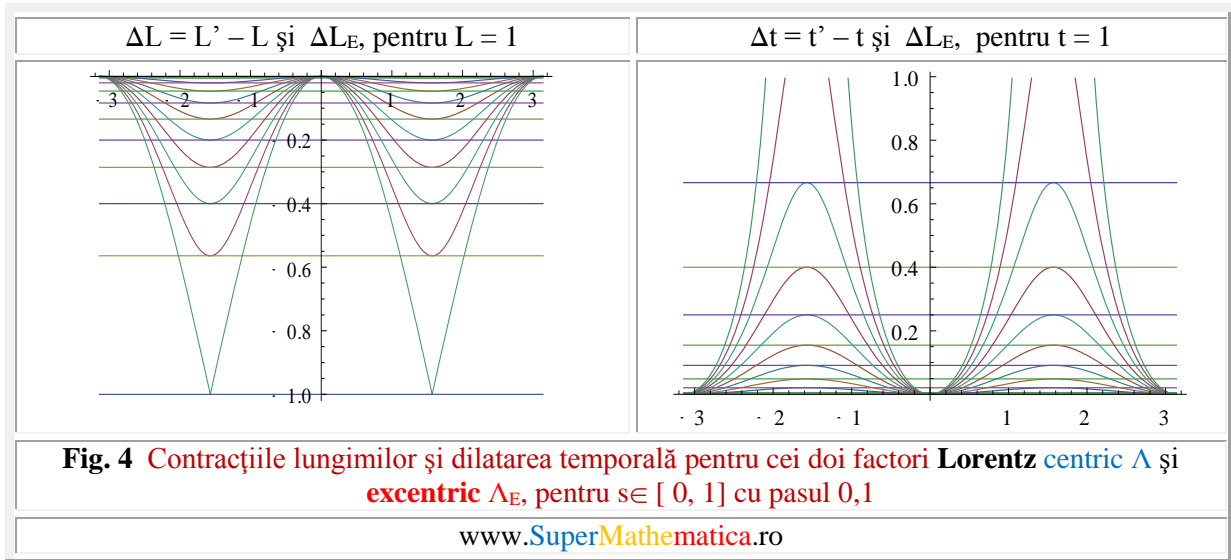 ΔL = L’ – L şi ΔL_E, pentru L = 1
Δt = t’ – t şi ΔL_E, pentru t = 1
- 3 - 2 - 1 1 2 3
- 0.2
- 0.4
- 0.6
- 0.8
- 1.0
1.0
0.8
0.6
0.4
0.2
- 3 - 2 - 1 1 2 3
Fig. 4 Contracţiile lungimilor şi dilatarea temporală pentru cei doi factori Lorentz centric Λ şi
excentric Λ_E, pentru s∈ [ 0, 1] cu pasul 0,1
www.SuperMathematica.ro